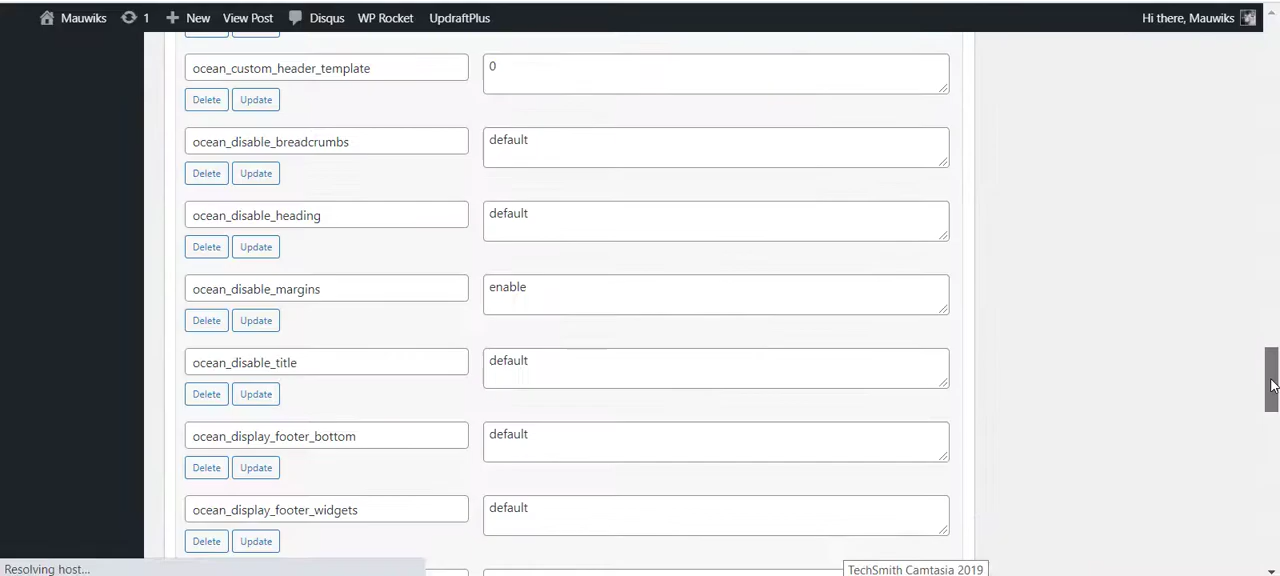 Mauwiks 1 New View Post Disqus WP Rocket UpdraftPlus Hi there, Mauwiks
ocean_custom_header_template 0
Delete Update
ocean_disable_breadcrumbs default
Delete Update
ocean_disable_heading default
Delete Update
ocean_disable_margins enable
Delete Update
ocean_disable_title default
Delete Update
ocean_display_footer_bottom default
Delete Update
ocean_display_footer_widgets default
Delete Update
Resolving host... TechSmith Camtasia 2019